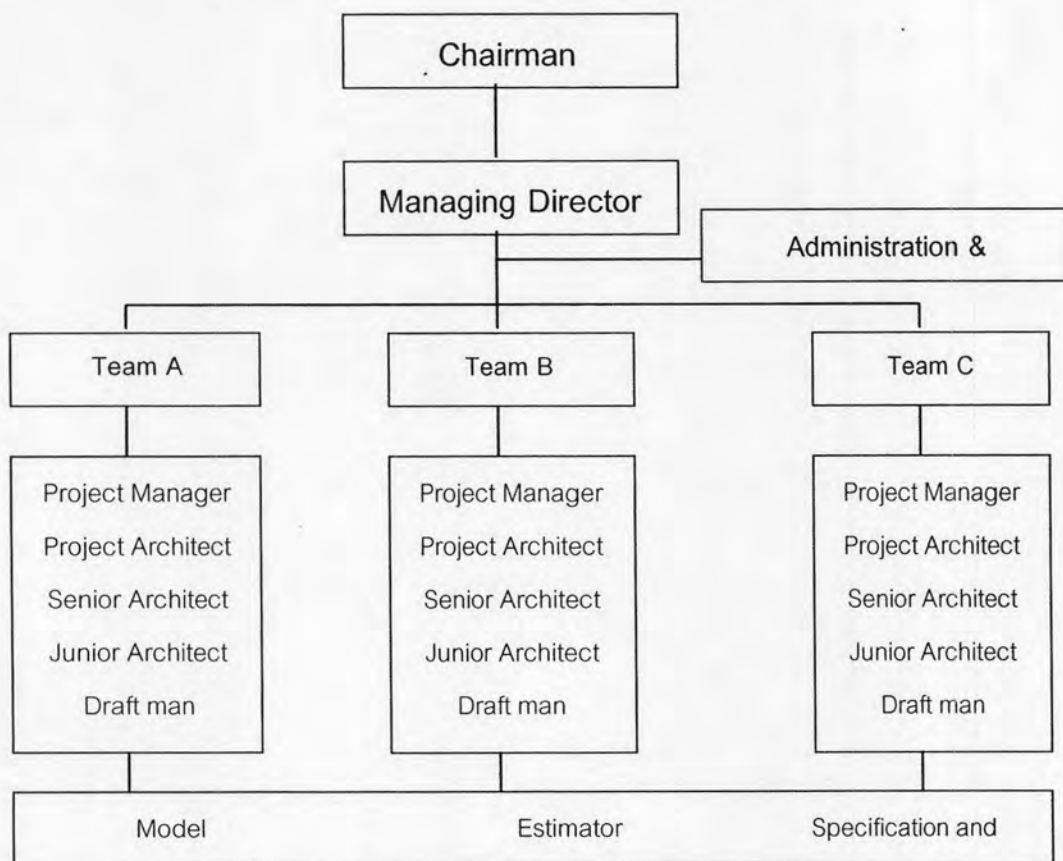 Chairman
Managing Director
Administration &
Team A
Team B
Team C
Project Manager
Project Architect
Senior Architect
Junior Architect
Draft man
Project Manager
Project Architect
Senior Architect
Junior Architect
Draft man
Project Manager
Project Architect
Senior Architect
Junior Architect
Draft man
Model
Estimator
Specification and